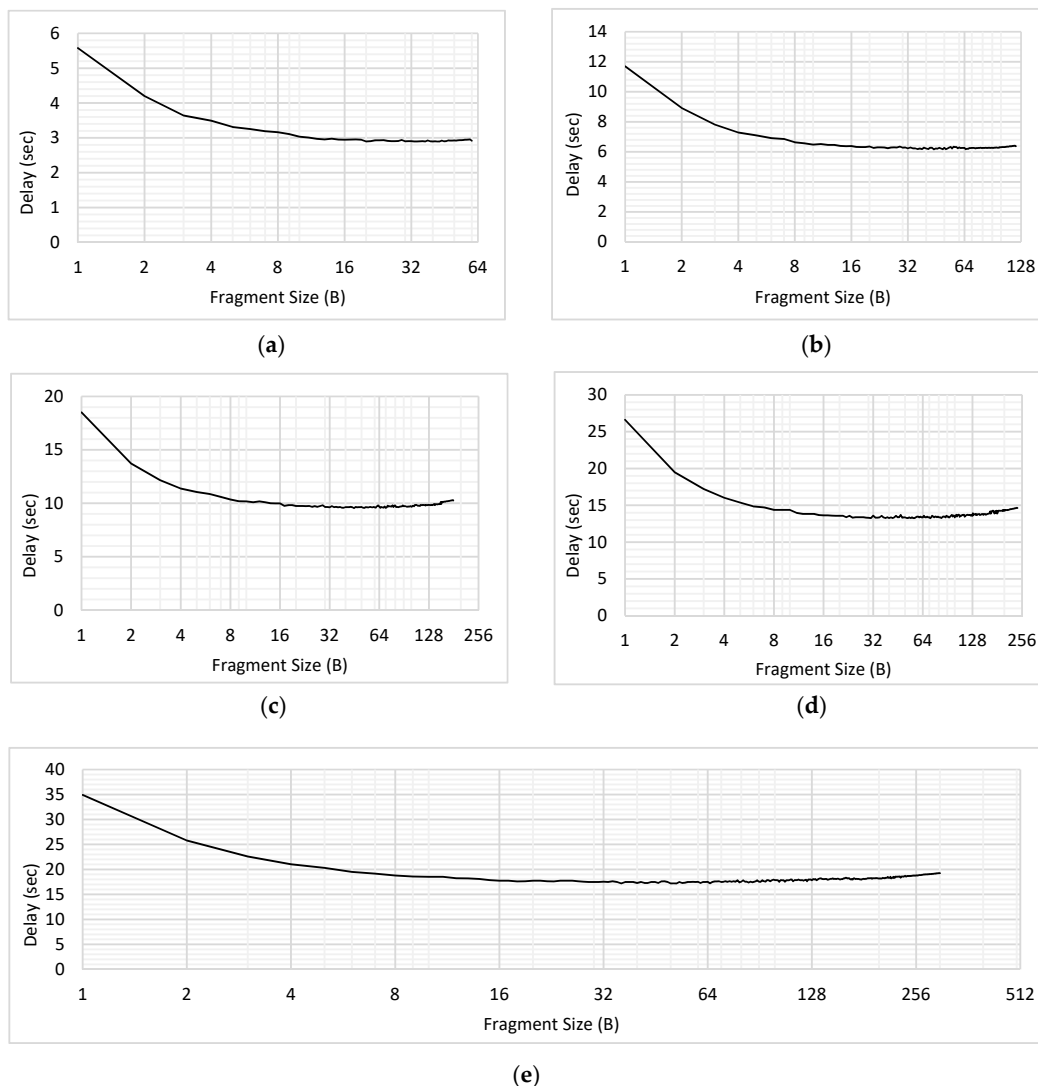 6
5
4
3
2
1
0
Delay (sec)
1 2 4 8 16 32 64
Fragment Size (B)
(a)
14
12
10
8
6
4
2
0
Delay (sec)
1 2 4 8 16 32 64 128
Fragment Size (B)
(b)
20
15
10
5
0
Delay (sec)
1 2 4 8 16 32 64 128 256
Fragment Size (B)
(c)
30
25
20
15
10
5
0
Delay (sec)
1 2 4 8 16 32 64 128 256
Fragment Size (B)
(d)
40
35
30
25
20
15
10
5
0
Delay (sec)
1 2 4 8 16 32 64 128 256 512
Fragment Size (B)
(e)